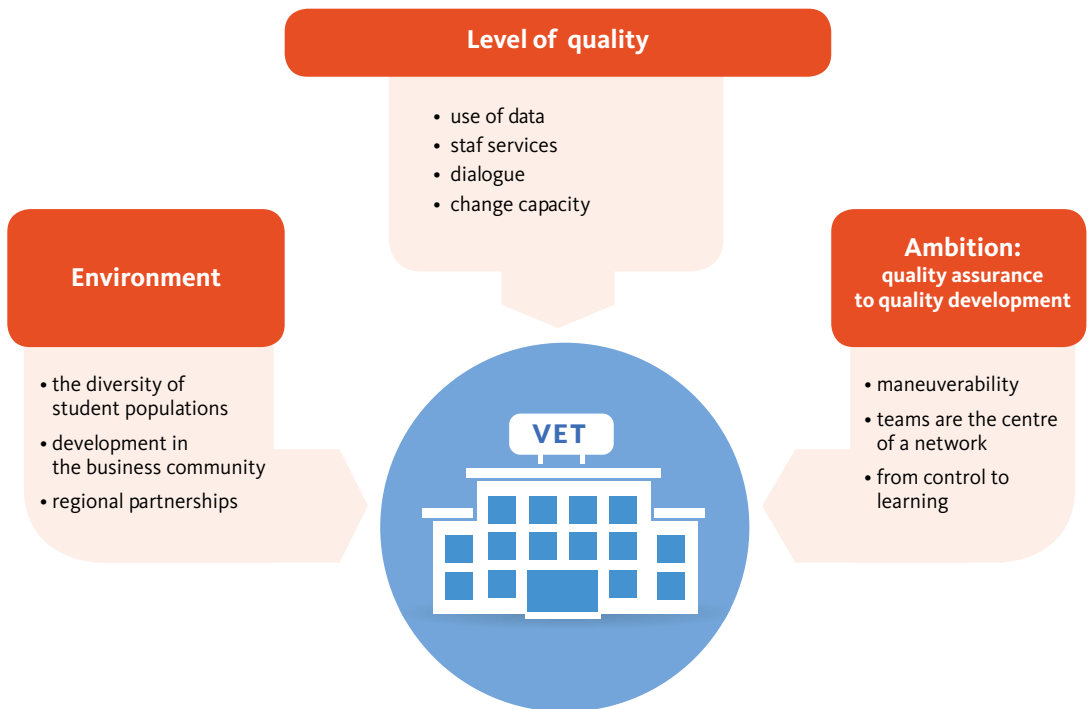 Level of quality
• use of data
• staf services
• dialogue
• change capacity
Environment
• the diversity of
student populations
• development in
the business community
• regional partnerships
Ambition:
quality assurance
to quality development
• maneuverability
• teams are the centre
of a network
• from control to
learning
VET